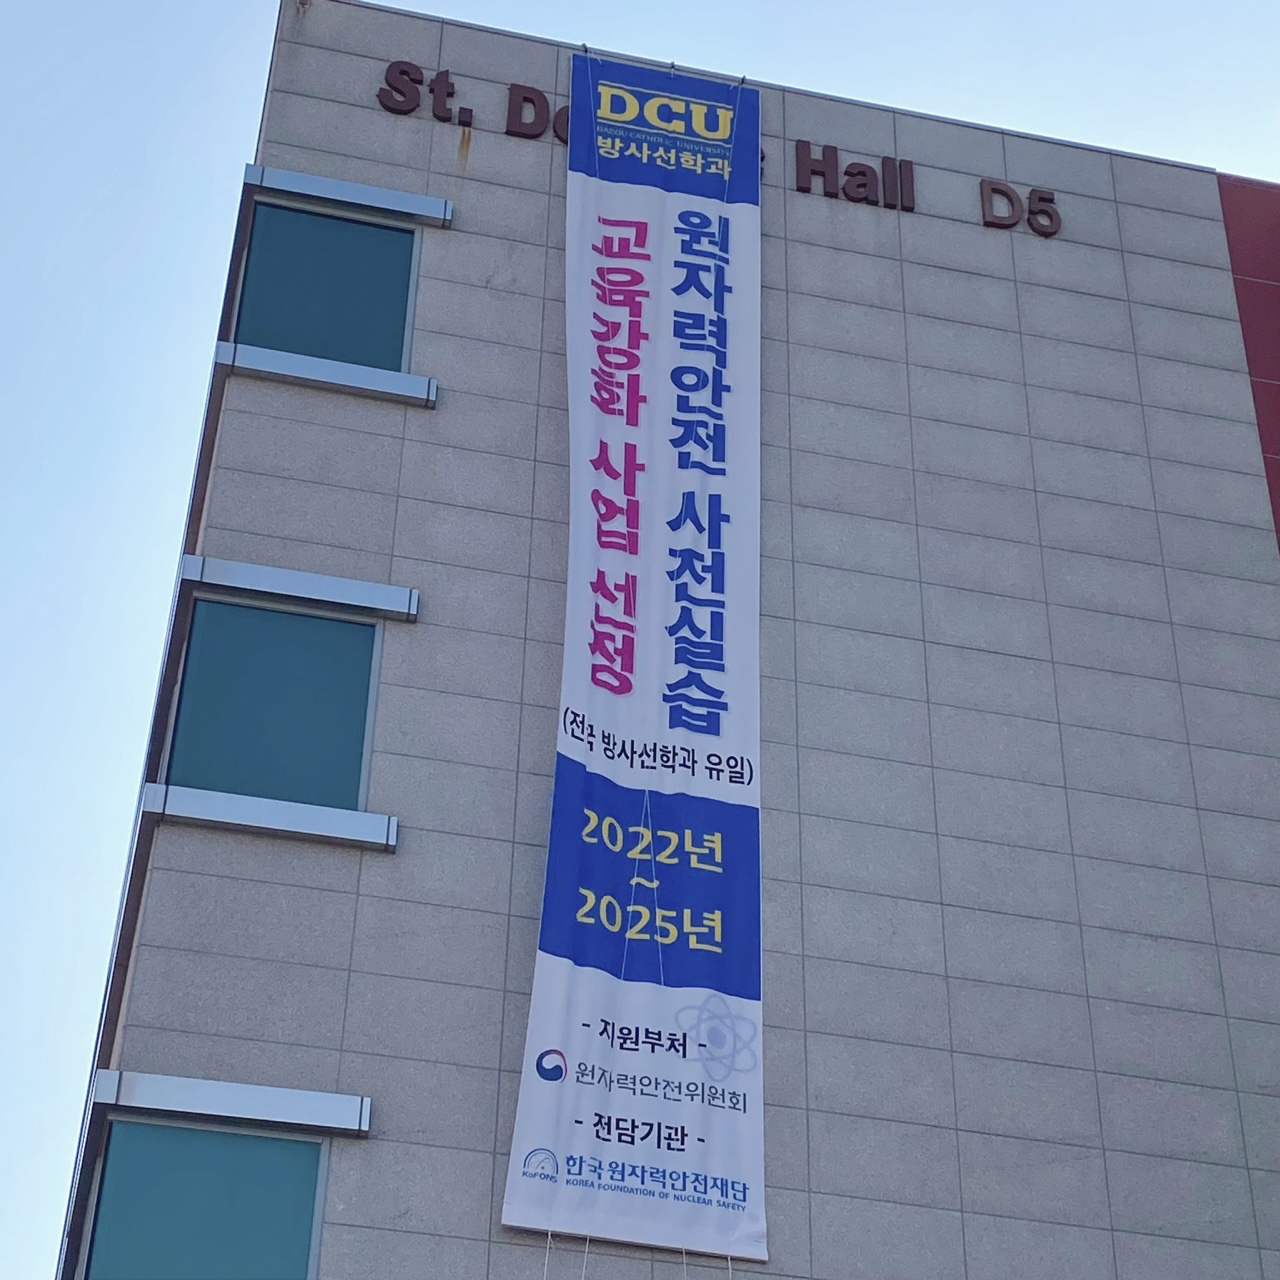 St. D Hall D5
DCU
DAEGU CATHOLIC UNIVERSITY
방사선학과
원자력안전 사전실습
교육강화 사업 선정
(전국 방사선학과 유일)
2022년
~
2025년
- 지원부처 -
원자력안전위원회
- 전담기관 -
KoFONS
한국원자력안전재단
KOREA FOUNDATION OF NUCLEAR SAFETY